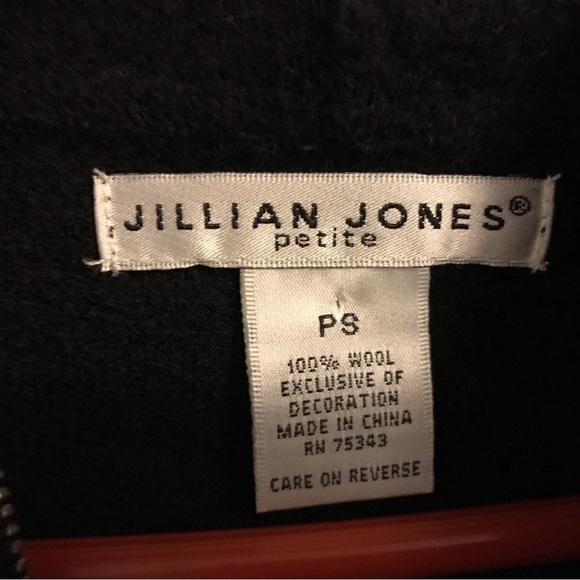 JILLIAN JONES®
petite
PS
100% WOOL
EXCLUSIVE OF
DECORATION
MADE IN CHINA
RN 75343
CARE ON REVERSE